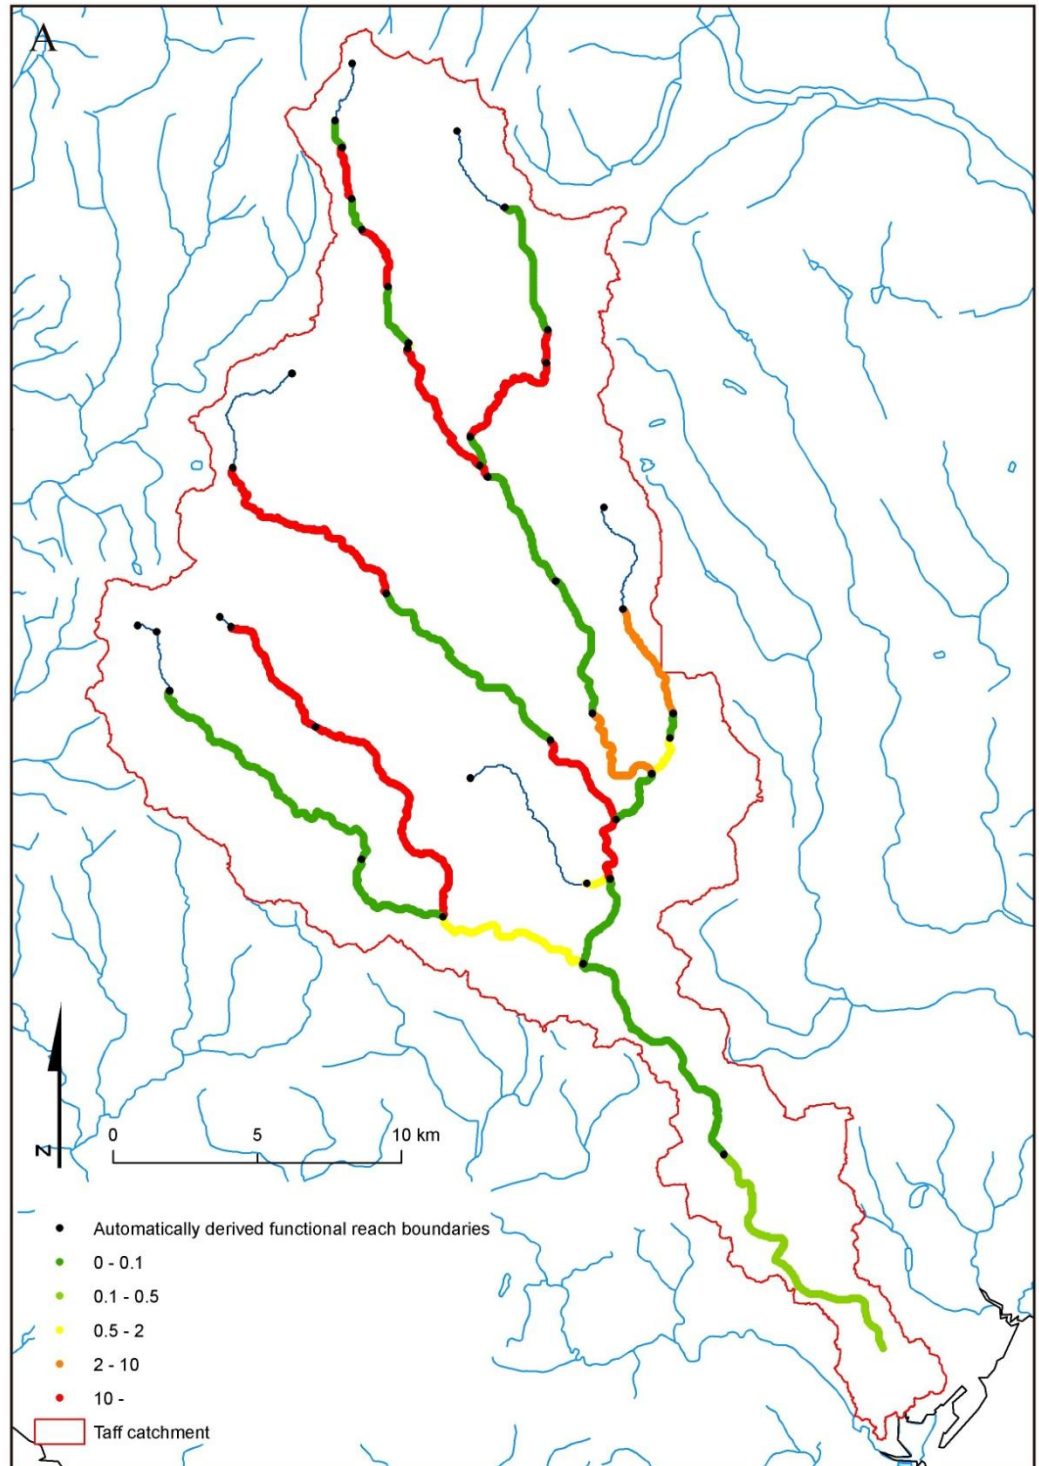 A
N
0 5 10 km
Automatically derived functional reach boundaries
0 - 0.1
0.1 - 0.5
0.5 - 2
2 - 10
10 -
Taff catchment